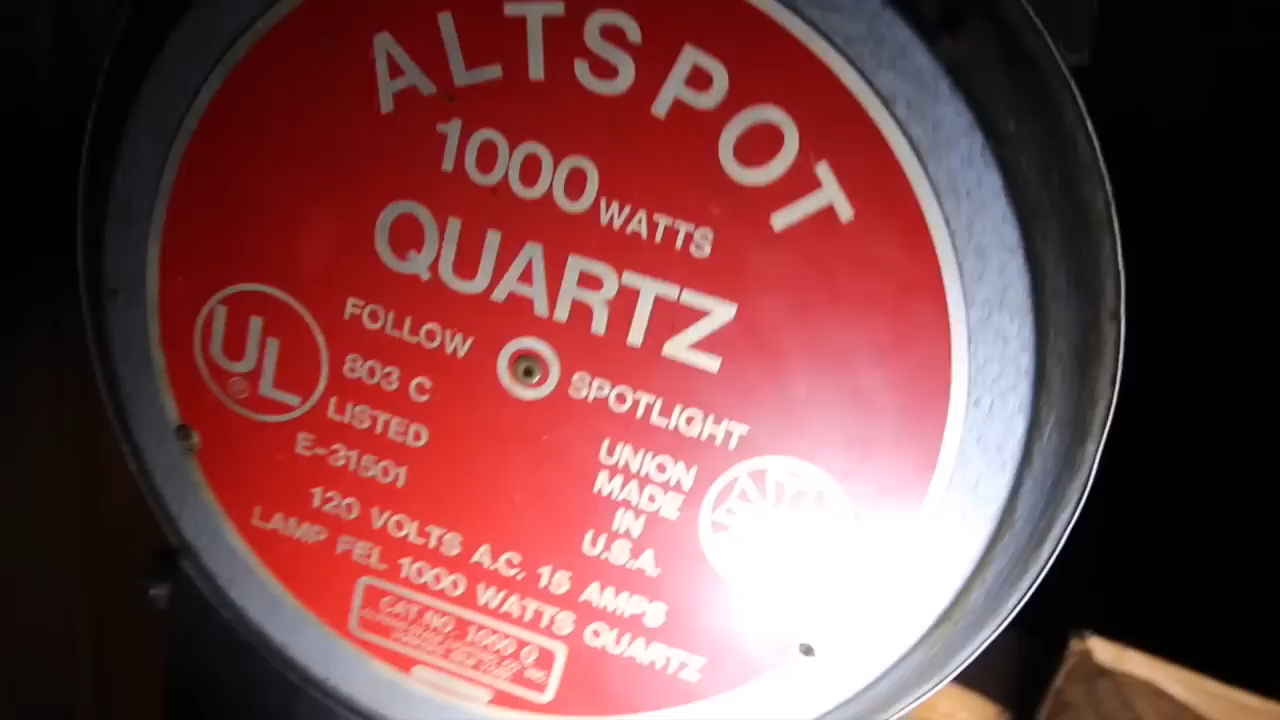 ALTSPOT
1000 WATTS
QUARTZ
FOLLOW SPOTLIGHT
UL
803 C
LISTED
E-31501
UNION
MADE
IN
U.S.A.
120 VOLTS A.C. 15 AMPS
LAMP FEL 1000 WATTS QUARTZ
CAT NO. 1000 Q